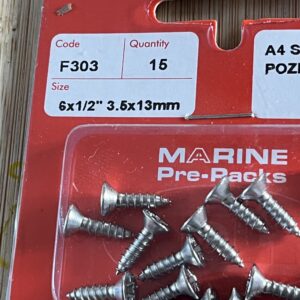 Code Quantity A4 S
F303 15 POZI
Size
6x1/2" 3.5x13mm
MARINE
Pre-Packs